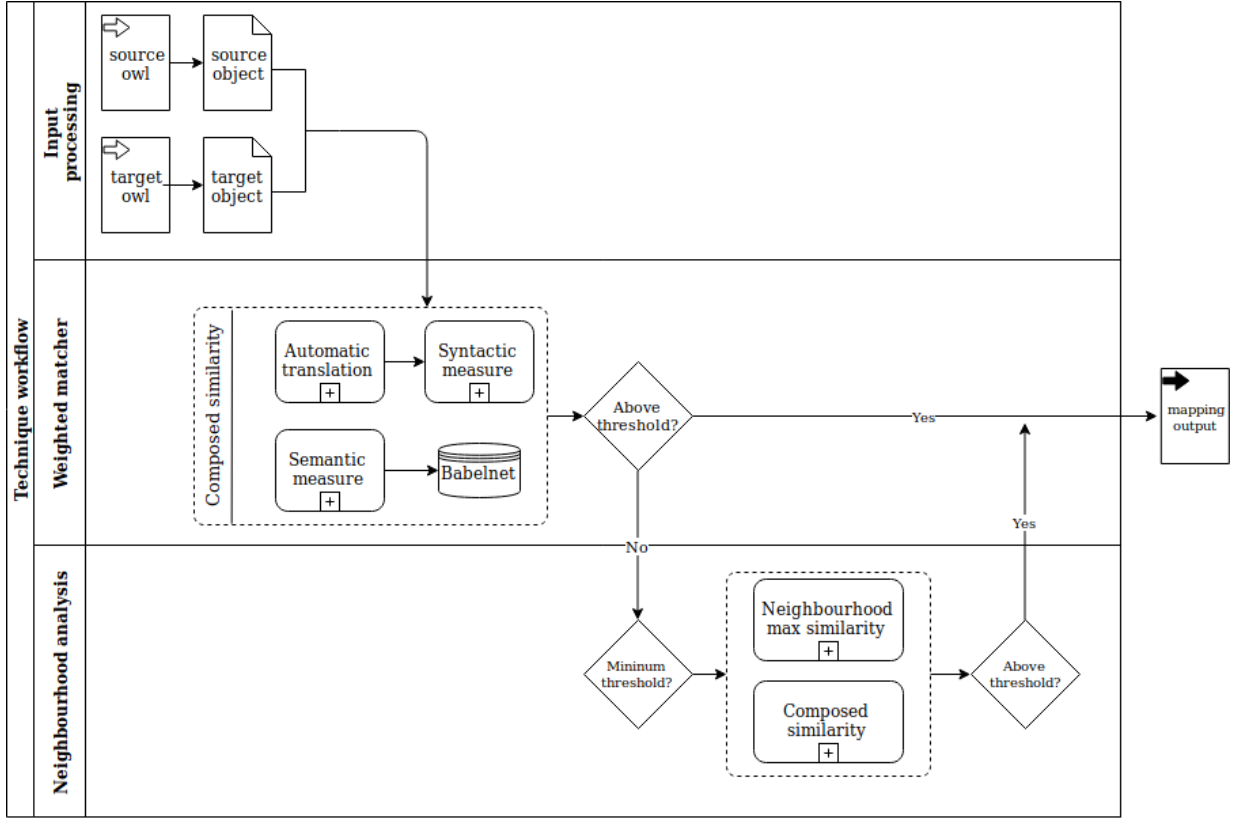 Technique workflow
Input
processing
source
owl
source
object
target
owl
target
object
Weighted matcher
Composed similarity
Automatic
translation
+
Syntactic
measure
+
Semantic
measure
+
Babelnet
Above
threshold?
Yes
mapping
output
No
Yes
Neighbourhood analysis
Mininum
threshold?
Neighbourhood
max similarity
+
Composed
similarity
+
Above
threshold?